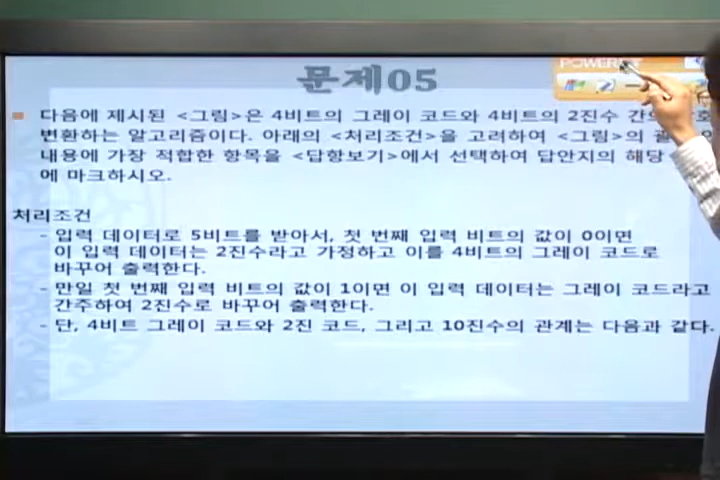 문제05
다음에 제시된 <그림>은 4비트의 그레이 코드와 4비트의 2진수 간의
변환하는 알고리즘이다. 아래의 <처리조건>을 고려하여 <그림>의
내용에 가장 적합한 항목을 <답항보기>에서 선택하여 답안지의 해당
에 마크하시오.
처리조건
- 입력 데이터로 5비트를 받아서, 첫 번째 입력 비트의 값이 0이면
이 입력 데이터는 2진수라고 가정하고 이를 4비트의 그레이 코드로
바꾸어 출력한다.
- 만일 첫 번째 입력 비트의 값이 1이면 이 입력 데이터는 그레이 코드라고
간주하여 2진수로 바꾸어 출력한다.
- 단, 4비트 그레이 코드와 2진 코드, 그리고 10진수의 관계는 다음과 같다.